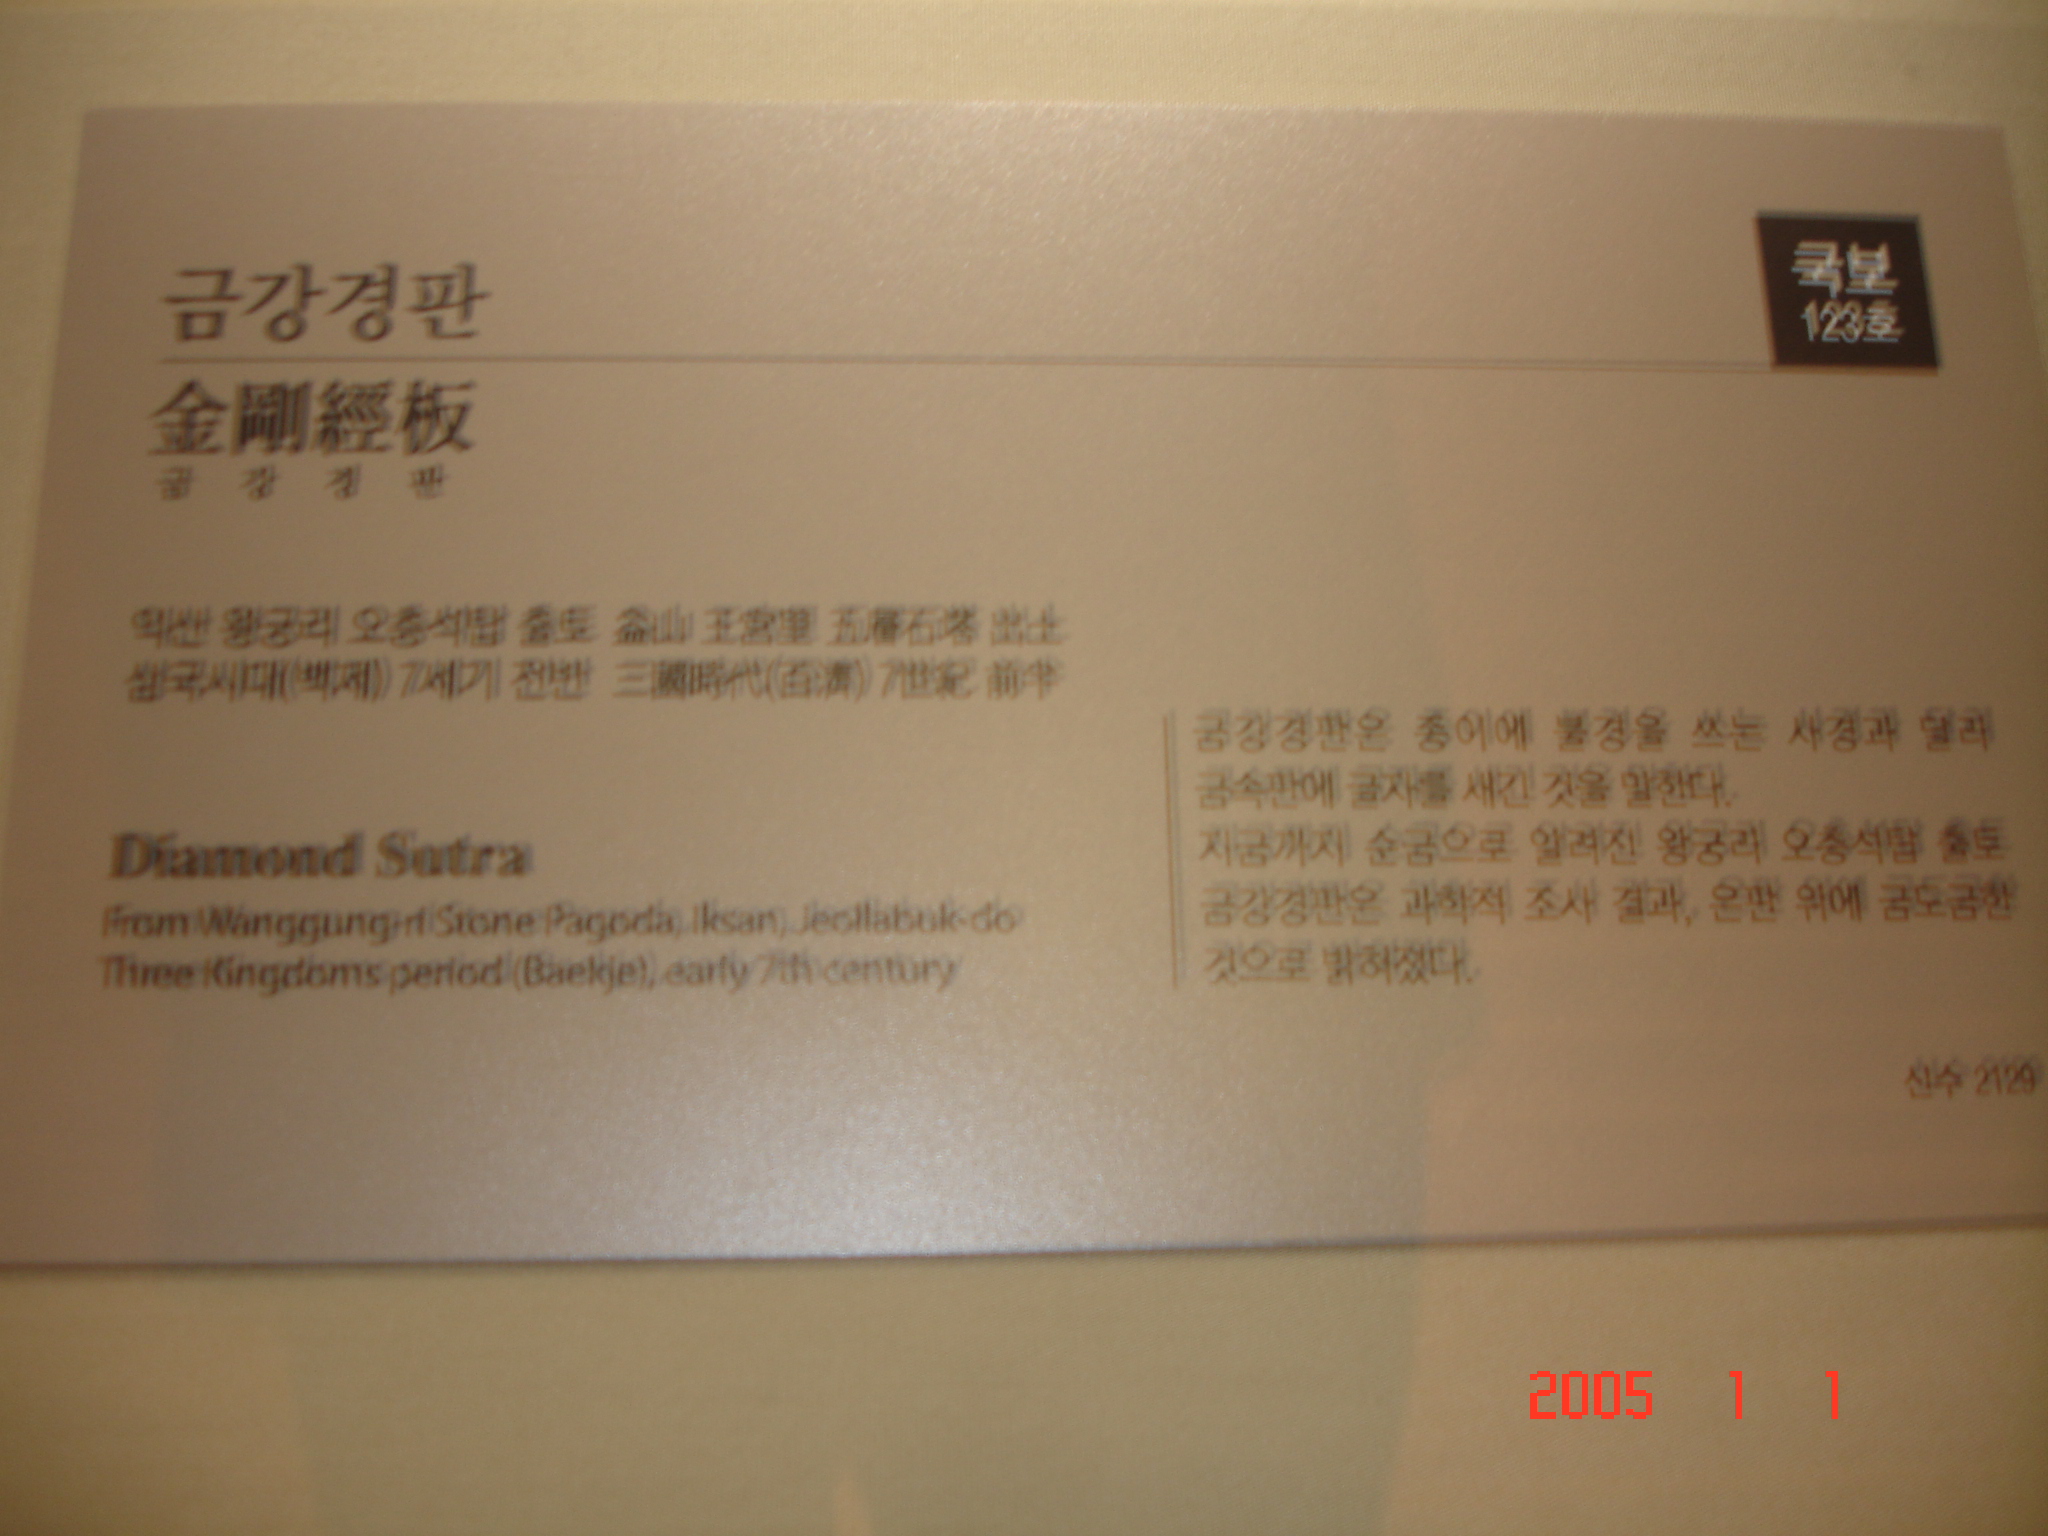 금강경판
국보
123호
金剛經板
금 강 경 판
익산 왕궁리 오층석탑 출토 益山 王宮里 五層石塔 出土
삼국시대(백제) 7세기 전반 三國時代(百濟) 7世紀 前半
Diamond Sutra
From Wanggung-ri Stone Pagoda, Iksan, Jeollabuk-do
Three Kingdoms period (Baekje), early 7th century
금강경판은 종이에 불경을 쓰는 사경과 달리
금속판에 글자를 새긴 것을 말한다.
지금까지 순금으로 알려진 왕궁리 오층석탑 출토
금강경판은 과학적 조사 결과, 은판 위에 금도금한
것으로 밝혀졌다.
신수 2129
2005 1 1